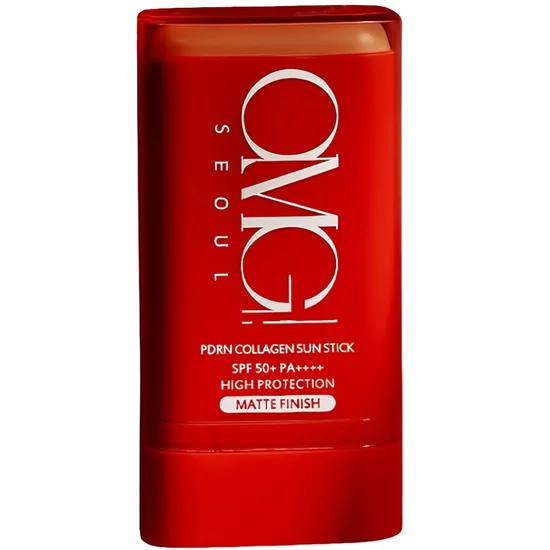 OMG!
SEOUL
PDRN COLLAGEN SUN STICK
SPF 50+ PA++++
HIGH PROTECTION
MATTE FINISH